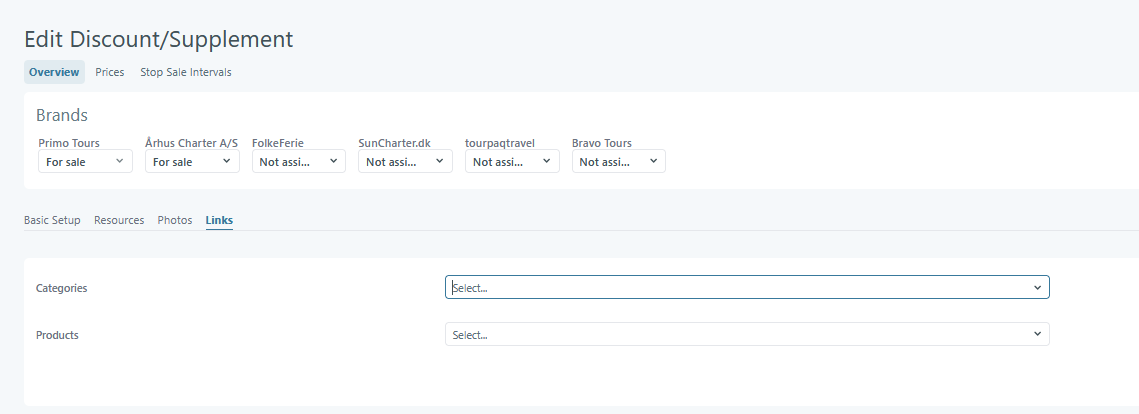 Edit Discount/Supplement
Overview Prices Stop Sale Intervals
Brands
Primo Tours Århus Charter A/S FolkeFerie SunCharter.dk tourpaqtravel Bravo Tours
For sale For sale Not assi... Not assi... Not assi... Not assi...
Basic Setup Resources Photos Links
Categories Select...
Products Select...